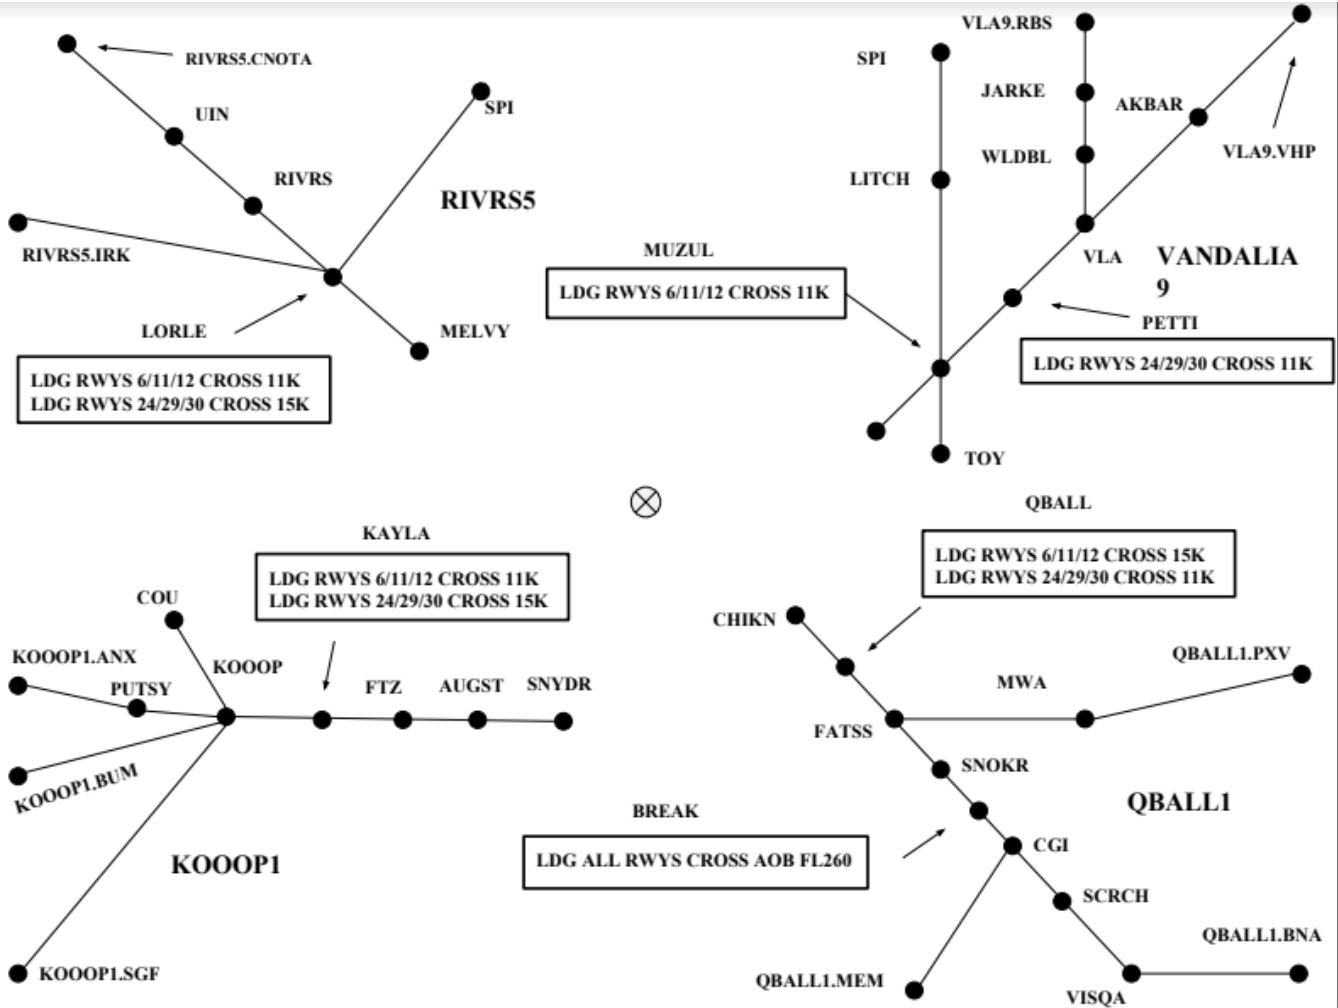 RIVRS5.CNOTA
UIN
SPI
RIVRS
RIVRS5
RIVRS5.IRK
LORLE
MELVY
LDG RWYS 6/11/12 CROSS 11K
LDG RWYS 24/29/30 CROSS 15K
VLA9.RBS
SPI
JARKE
AKBAR
VLA9.VHP
WLDBL
LITCH
MUZUL
LDG RWYS 6/11/12 CROSS 11K
VLA
VANDALIA
9
PETTI
LDG RWYS 24/29/30 CROSS 11K
TOY
KAYLA
LDG RWYS 6/11/12 CROSS 11K
LDG RWYS 24/29/30 CROSS 15K
COU
KOOOP1.ANX
KOOOP
PUTSY
FTZ
AUGST
SNYDR
KOOOP1.BUM
KOOOP1
KOOOP1.SGF
QBALL
LDG RWYS 6/11/12 CROSS 15K
LDG RWYS 24/29/30 CROSS 11K
CHIKN
QBALL1.PXV
MWA
FATSS
SNOKR
QBALL1
BREAK
LDG ALL RWYS CROSS AOB FL260
CGI
SCRCH
QBALL1.BNA
QBALL1.MEM
VISQA